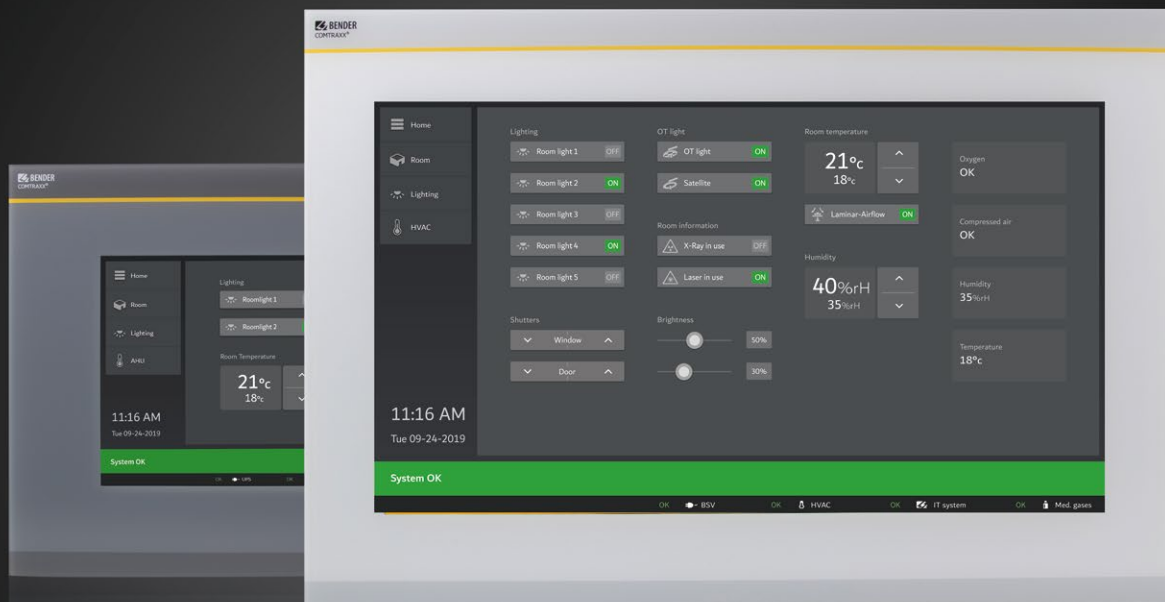 BENDER
COMTRAXX®
Home
Room
Lighting
HVAC
11:16 AM
Tue 09-24-2019
Lighting
Room light 1 OFF
Room light 2 ON
Room light 3 OFF
Room light 4 ON
Room light 5 OFF
Shutters
Window
Door
OT light
OT light ON
Satellite ON
Room information
X-Ray in use OFF
Laser in use ON
Brightness
50%
30%
Room temperature
21°c
18°c
Laminar-Airflow ON
Humidity
40%rH
35%rH
Oxygen
OK
Compressed air
OK
Humidity
35%rH
Temperature
18°c
System OK
OK BSV OK HVAC OK IT system OK Med. gases
BENDER
COMTRAXX®
Home
Room
Lighting
AHU
11:16 AM
Tue 09-24-2019
Lighting
Roomlight 1
Roomlight 2
Room Temperature
21°c
18°c
System OK
OK UPS OK